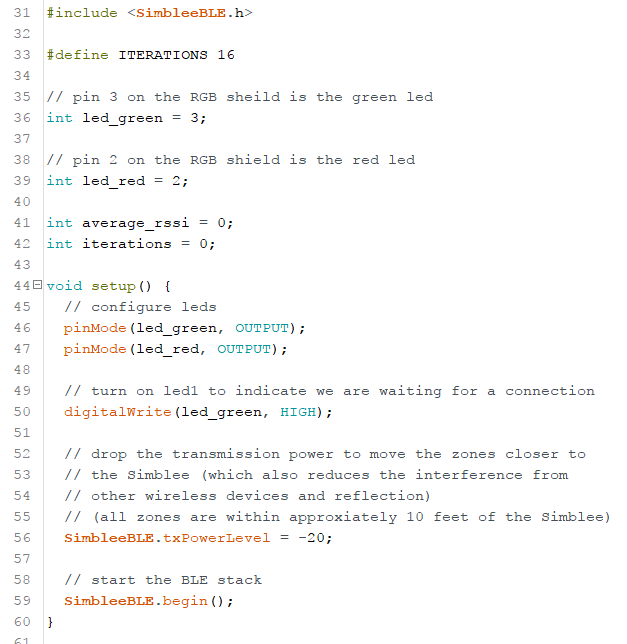 31 #include <SimbleeBLE.h>
32
33 #define ITERATIONS 16
34
35 // pin 3 on the RGB sheild is the green led
36 int led_green = 3;
37
38 // pin 2 on the RGB shield is the red led
39 int led_red = 2;
40
41 int average_rssi = 0;
42 int iterations = 0;
43
44 void setup() {
45   // configure leds
46   pinMode(led_green, OUTPUT);
47   pinMode(led_red, OUTPUT);
48
49   // turn on led1 to indicate we are waiting for a connection
50   digitalWrite(led_green, HIGH);
51
52   // drop the transmission power to move the zones closer to
53   // the Simblee (which also reduces the interference from
54   // other wireless devices and reflection)
55   // (all zones are within approxiately 10 feet of the Simblee)
56   SimbleeBLE.txPowerLevel = -20;
57
58   // start the BLE stack
59   SimbleeBLE.begin();
60 }
61